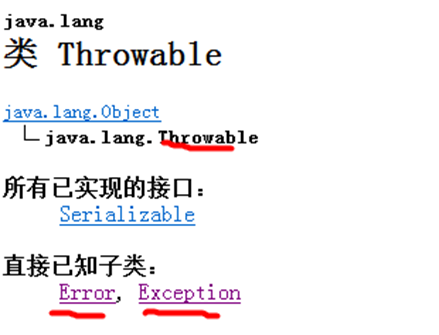 java.lang
类 Throwable
java.lang.Object
java.lang.Throwable
所有已实现的接口：
Serializable
直接已知子类：
Error, Exception